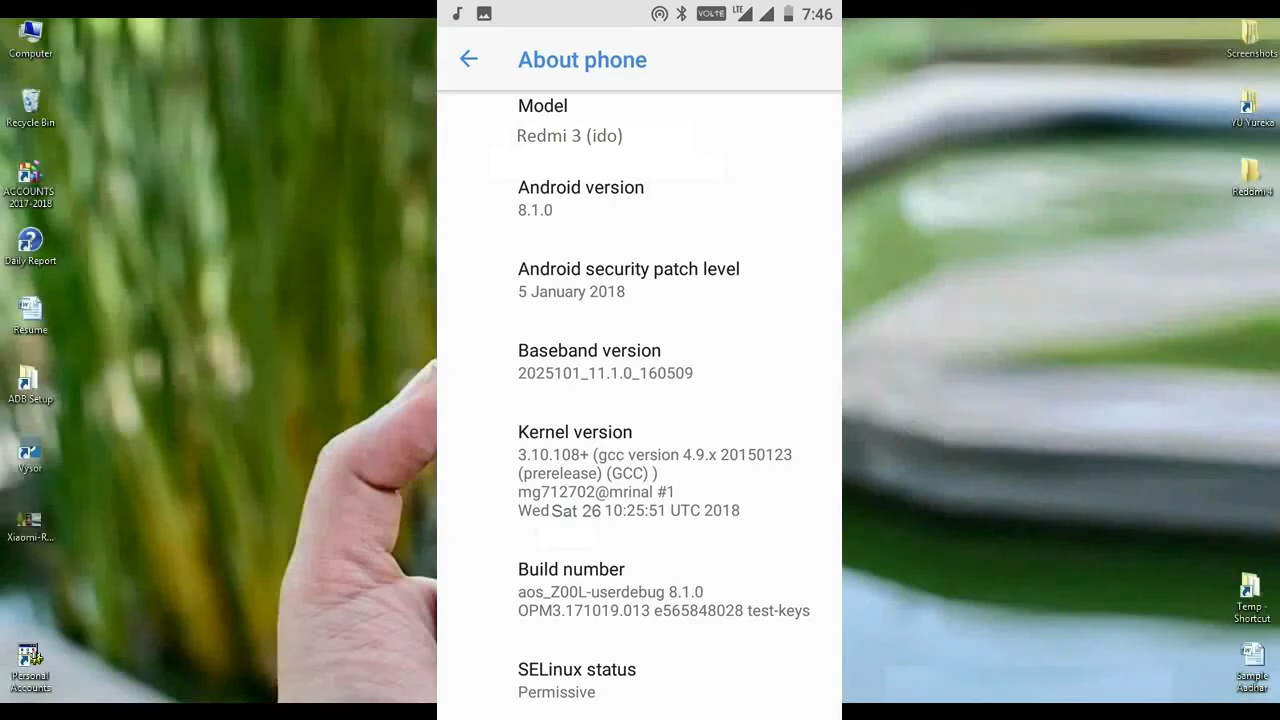 VOLTE LTE 7:46
About phone
Model
Redmi 3 (ido)
Android version
8.1.0
Android security patch level
5 January 2018
Baseband version
2025101_11.1.0_160509
Kernel version
3.10.108+ (gcc version 4.9.x 20150123
(prerelease) (GCC) )
mg712702@mrinal #1
Wed Sat 26 10:25:51 UTC 2018
Build number
aos_Z00L-userdebug 8.1.0
OPM3.171019.013 e565848028 test-keys
SELinux status
Permissive
Computer
Recycle Bin
ACCOUNTS
2017-2018
Daily Report
Resume
ADB Setup
Vysor
Xiaomi-R...
Personal
Accounts
Screenshots
YU Yureka
Reddmi 4
Temp -
Shortcut
Sample
Aadhar